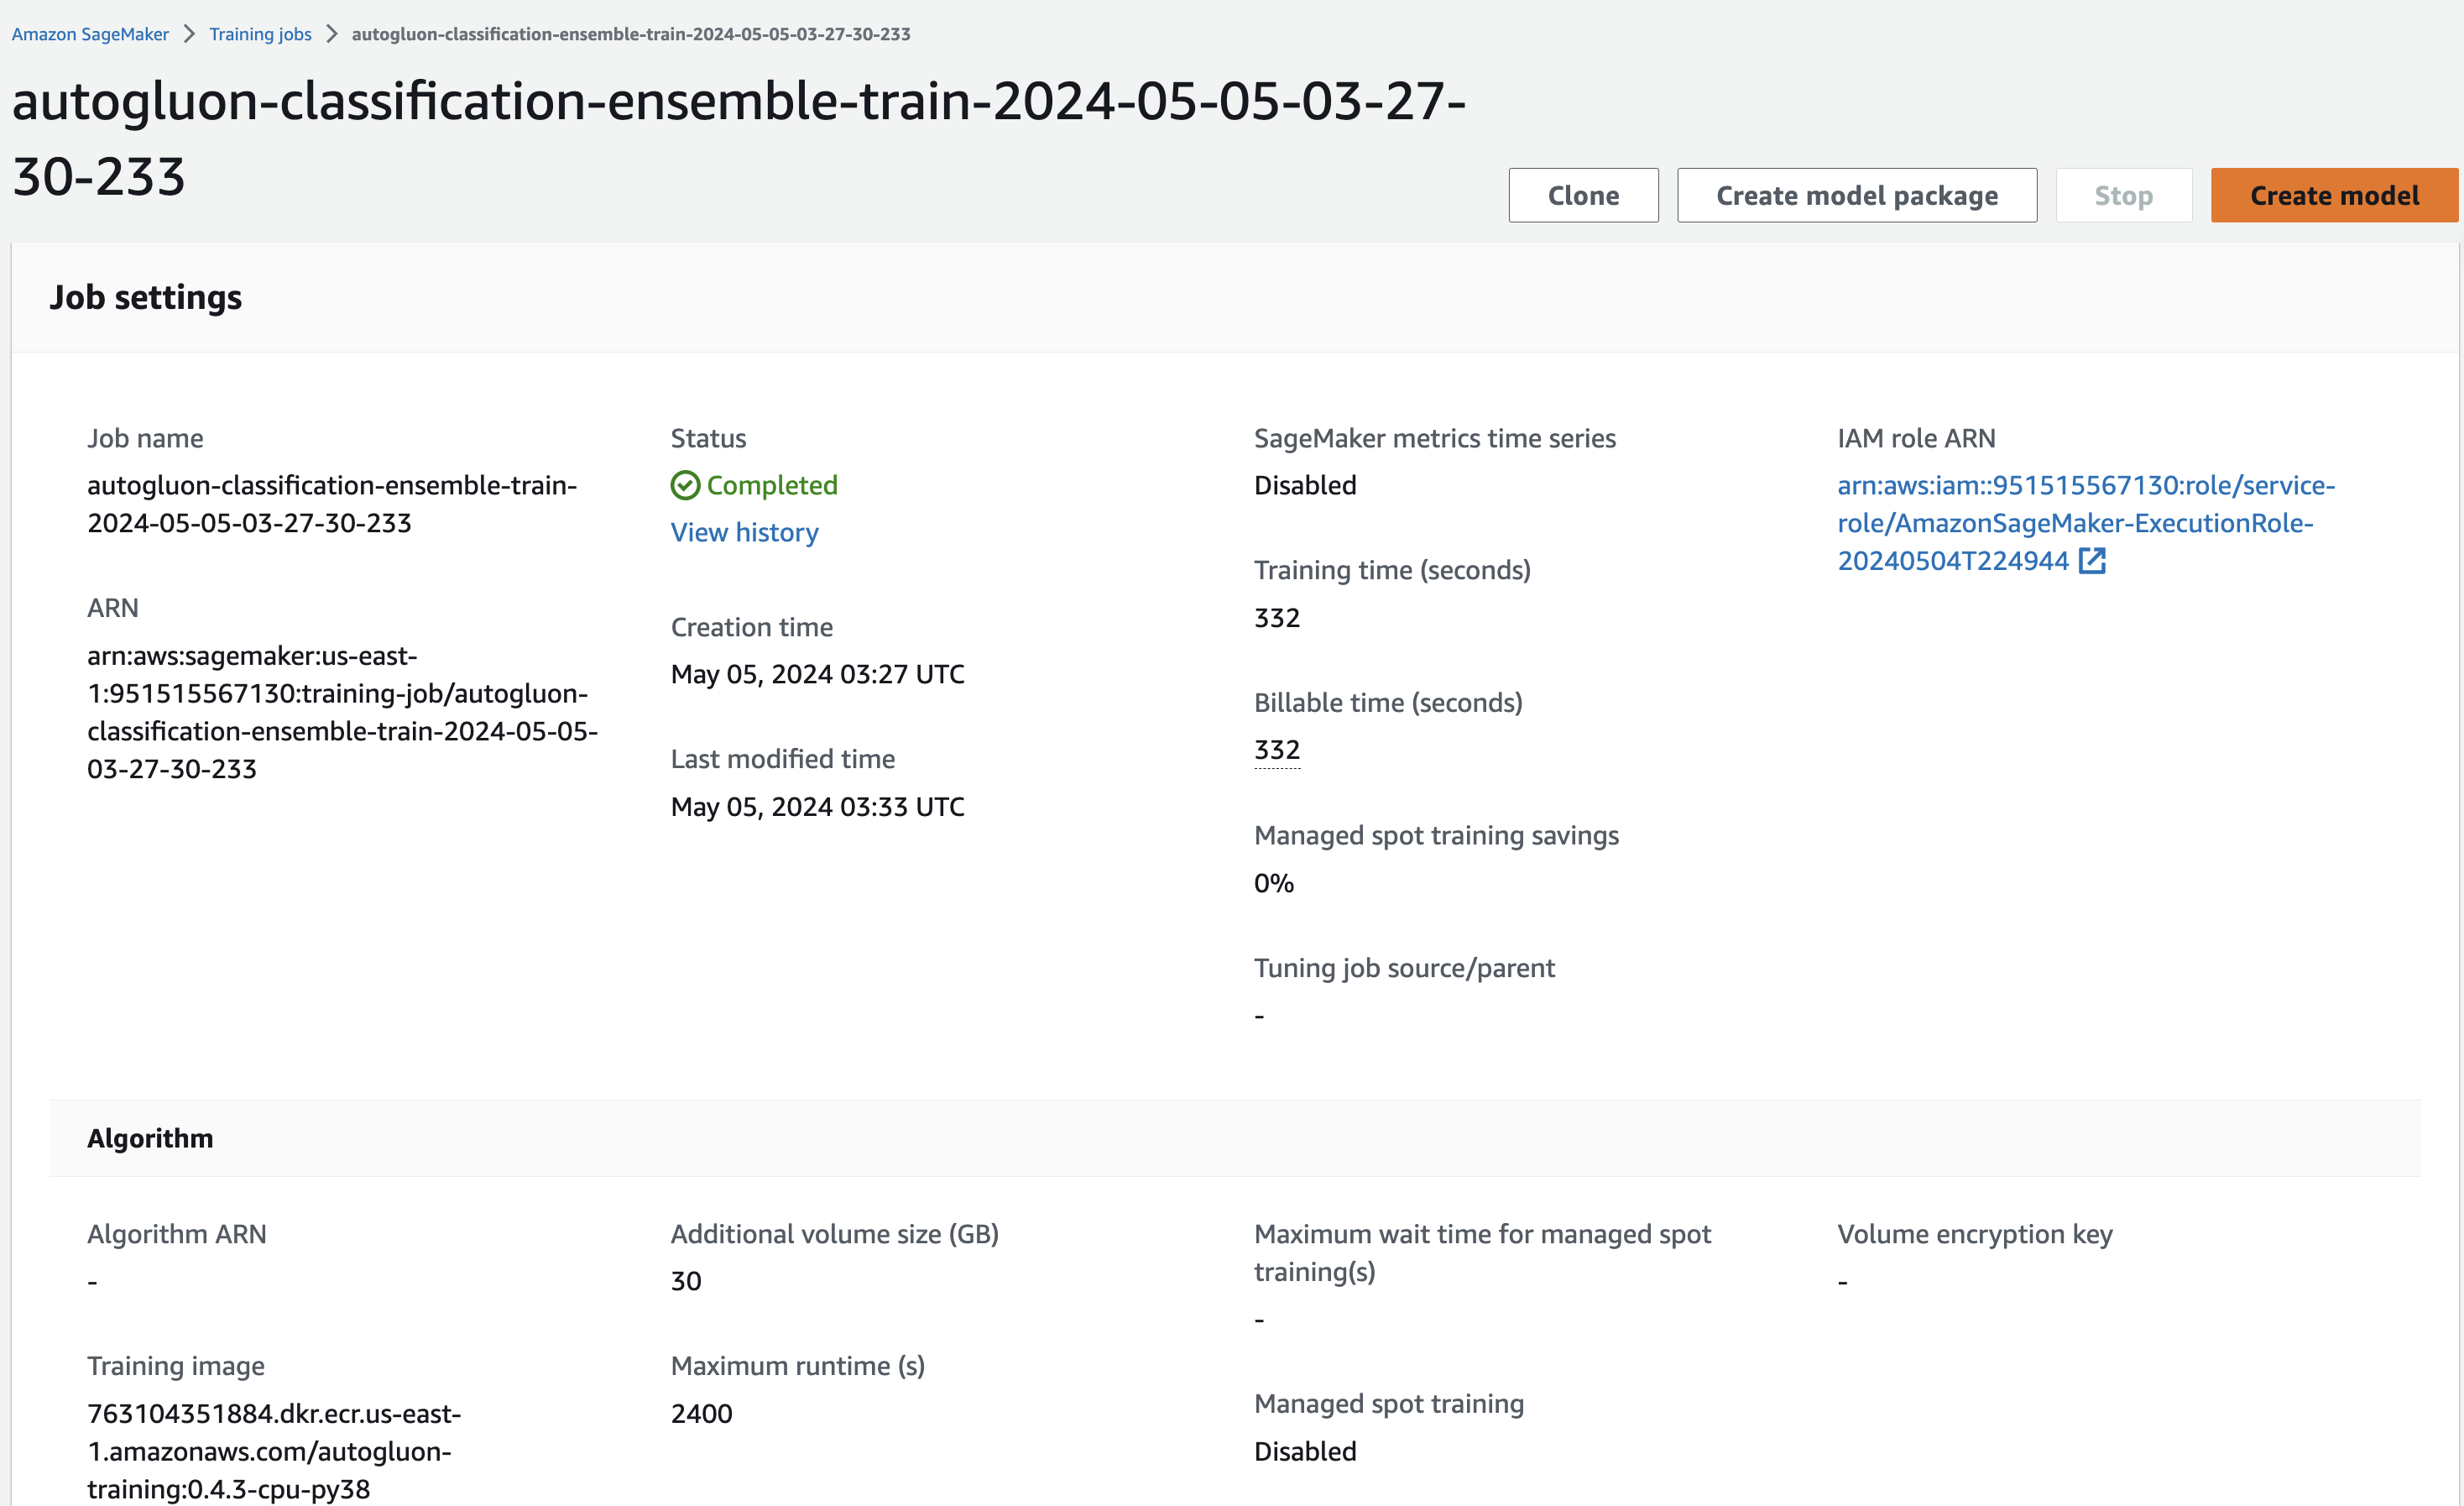 Amazon SageMaker > Training jobs > autogluon-classification-ensemble-train-2024-05-05-03-27-30-233
autogluon-classification-ensemble-train-2024-05-05-03-27-
30-233
Clone
Create model package
Stop
Create model
Job settings
Job name
autogluon-classification-ensemble-train-
2024-05-05-03-27-30-233
ARN
arn:aws:sagemaker:us-east-
1:951515567130:training-job/autogluon-
classification-ensemble-train-2024-05-05-
03-27-30-233
Status
Completed
View history
Creation time
May 05, 2024 03:27 UTC
Last modified time
May 05, 2024 03:33 UTC
SageMaker metrics time series
Disabled
Training time (seconds)
332
Billable time (seconds)
332
Managed spot training savings
0%
Tuning job source/parent
-
IAM role ARN
arn:aws:iam::951515567130:role/service-
role/AmazonSageMaker-ExecutionRole-
20240504T224944
Algorithm
Algorithm ARN
-
Training image
763104351884.dkr.ecr.us-east-
1.amazonaws.com/autogluon-
training:0.4.3-cpu-py38
Additional volume size (GB)
30
Maximum runtime (s)
2400
Maximum wait time for managed spot
training(s)
-
Managed spot training
Disabled
Volume encryption key
-